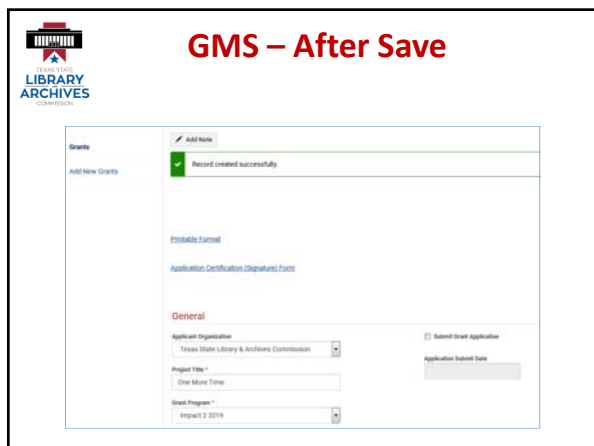 GMS – After Save
TEXAS STATE
LIBRARY
ARCHIVES
COMMISSION
Add Note
Grants
Record created successfully.
Add New Grants
Printable Format
Application Certification (Signature) Form
General
Applicant Organization
Submit Grant Application
Texas State Library & Archives Commission
Application Submit Date
Project Title *
One More Time
Grant Program *
Impact 2 2019